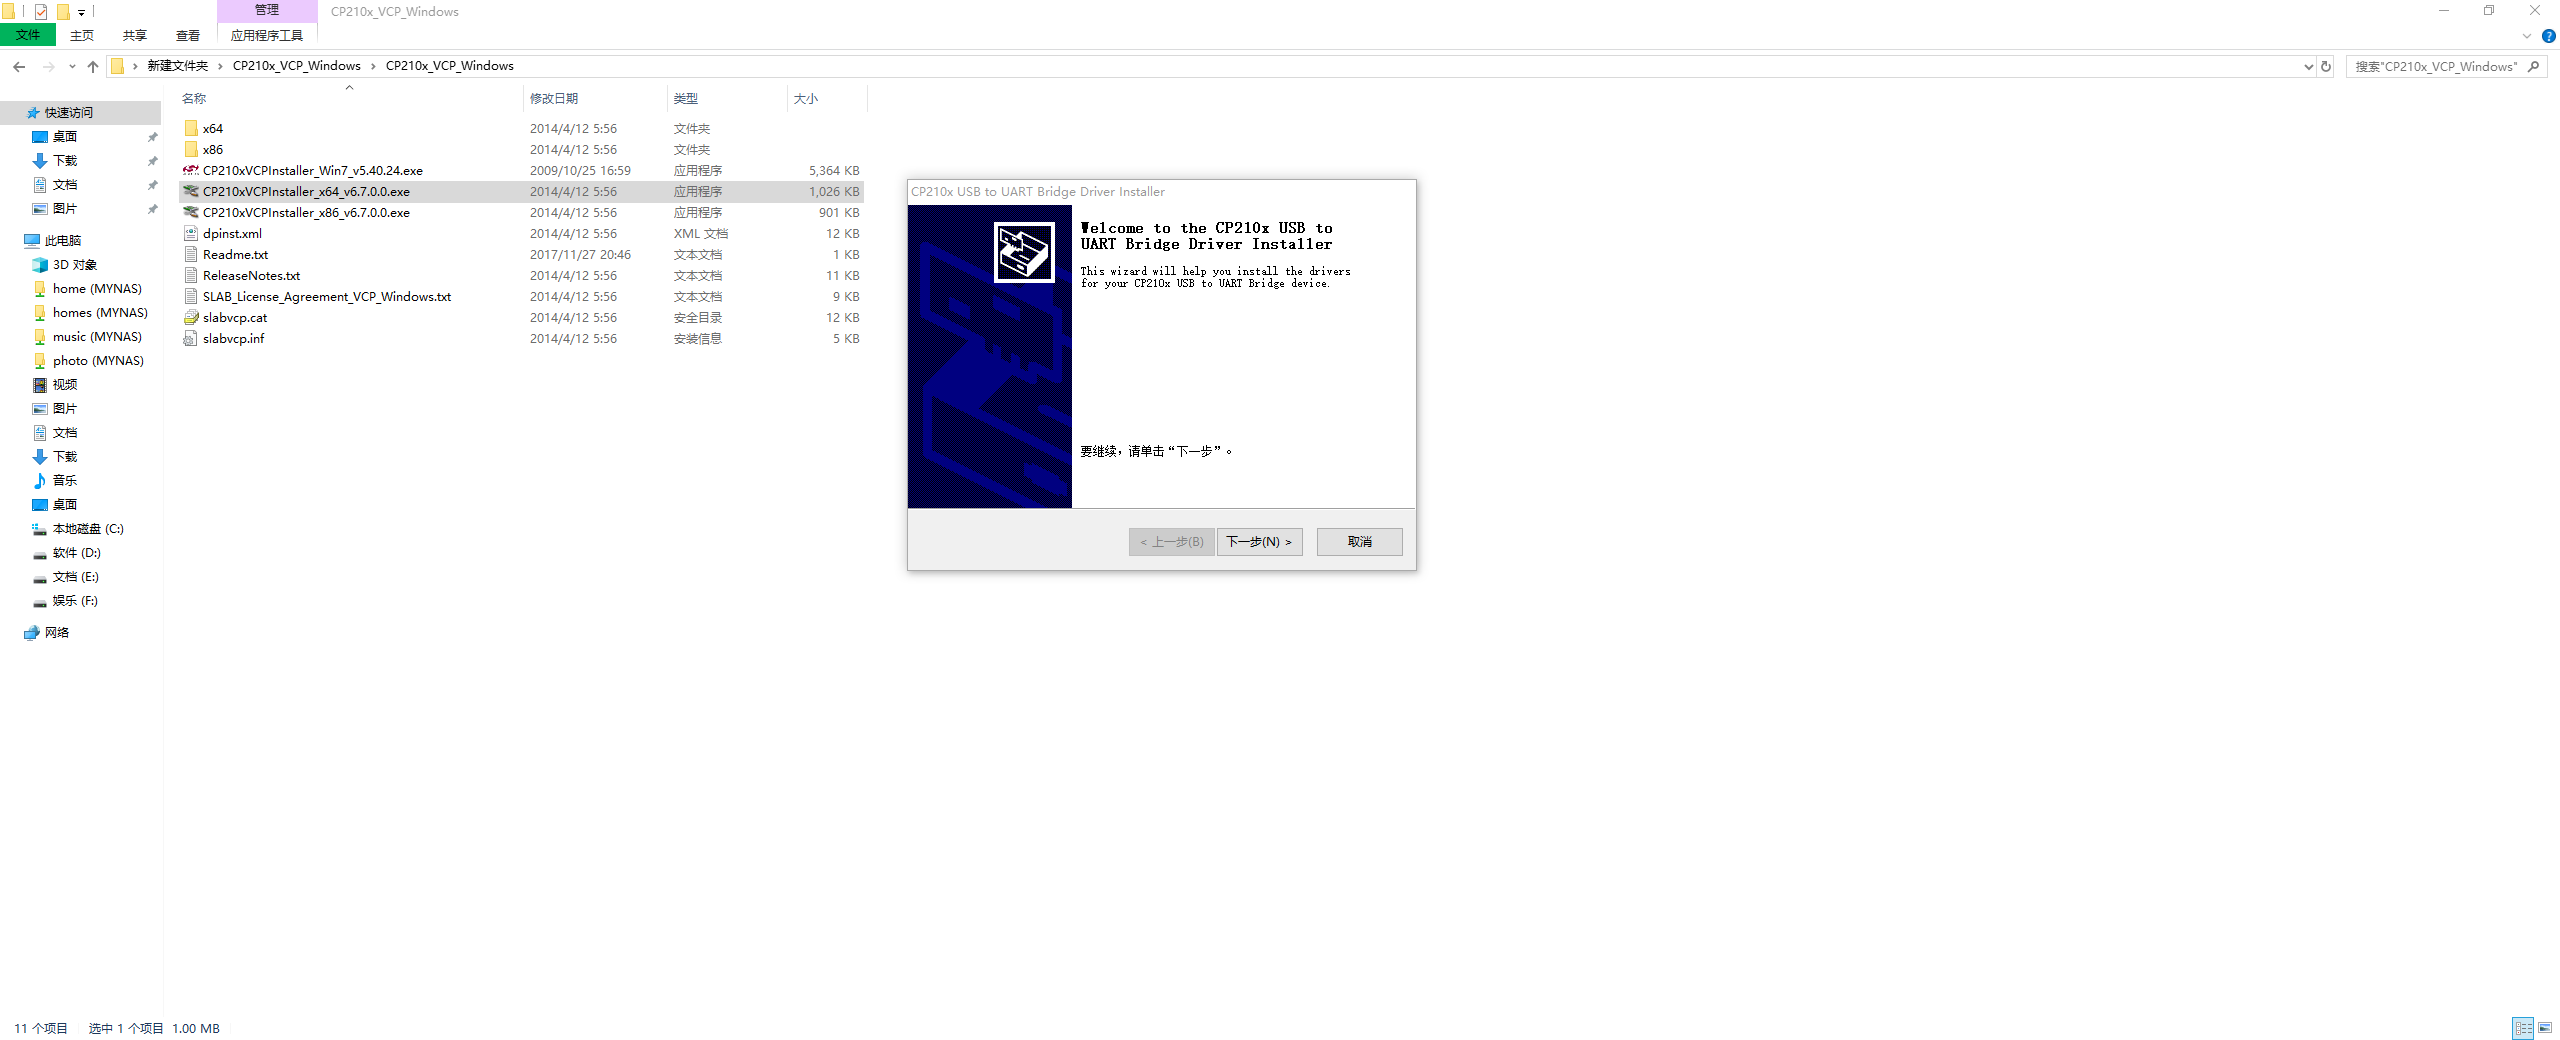 管理
CP210x_VCP_Windows
文件
主页
共享
查看
应用程序工具
新建文件夹 › CP210x_VCP_Windows › CP210x_VCP_Windows
搜索"CP210x_VCP_Windows"
名称
修改日期
类型
大小
快速访问
桌面
下载
文档
图片
此电脑
3D 对象
home (MYNAS)
homes (MYNAS)
music (MYNAS)
photo (MYNAS)
视频
图片
文档
下载
音乐
桌面
本地磁盘 (C:)
软件 (D:)
文档 (E:)
娱乐 (F:)
网络
x64 2014/4/12 5:56 文件夹
x86 2014/4/12 5:56 文件夹
CP210xVCPInstaller_Win7_v5.40.24.exe 2009/10/25 16:59 应用程序 5,364 KB
CP210xVCPInstaller_x64_v6.7.0.0.exe 2014/4/12 5:56 应用程序 1,026 KB
CP210xVCPInstaller_x86_v6.7.0.0.exe 2014/4/12 5:56 应用程序 901 KB
dpinst.xml 2014/4/12 5:56 XML 文档 12 KB
Readme.txt 2017/11/27 20:46 文本文档 1 KB
ReleaseNotes.txt 2014/4/12 5:56 文本文档 11 KB
SLAB_License_Agreement_VCP_Windows.txt 2014/4/12 5:56 文本文档 9 KB
slabvcp.cat 2014/4/12 5:56 安全目录 12 KB
slabvcp.inf 2014/4/12 5:56 安装信息 5 KB
CP210x USB to UART Bridge Driver Installer
Welcome to the CP210x USB to
UART Bridge Driver Installer
This wizard will help you install the drivers
for your CP210x USB to UART Bridge device.
要继续，请单击“下一步”。
< 上一步(B)
下一步(N) >
取消
11 个项目
选中 1 个项目 1.00 MB